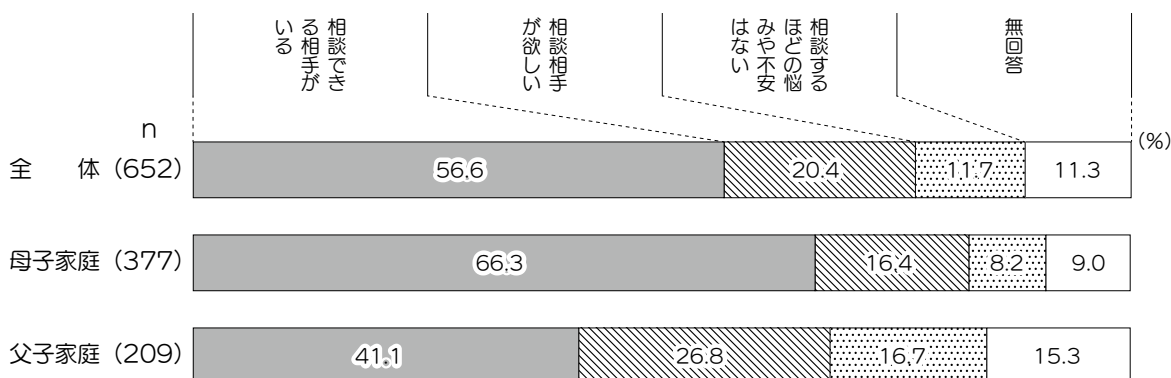 相談でき
る相手が
いる
相談相手
が欲しい
相談する
ほどの悩
みや不安
はない
無回答
n
(%)
全 体 (652) 56.6 20.4 11.7 11.3
母子家庭 (377) 66.3 16.4 8.2 9.0
父子家庭 (209) 41.1 26.8 16.7 15.3